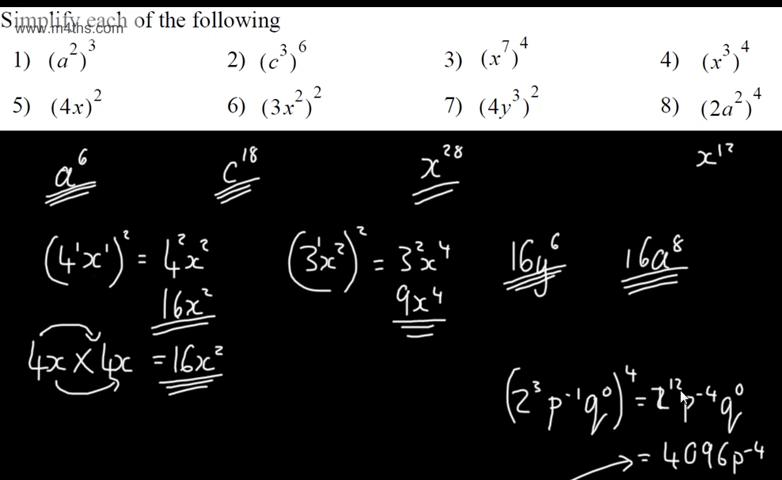 Simplify each of the following
www.m4ths.com
1) (a²)³ 2) (c³)⁶ 3) (x⁷)⁴ 4) (x³)⁴
5) (4x)² 6) (3x²)² 7) (4y³)² 8) (2a²)⁴
a⁶ c¹⁸ x²⁸ x¹²
(4¹x¹)² = 4²x² (3¹x²)² = 3²x⁴ 16y⁶ 16a⁸
16x² 9x⁴
4x × 4x = 16x²
(2³p⁻¹q⁰)⁴ = 2¹²p⁻⁴q⁰
= 4096p⁻⁴